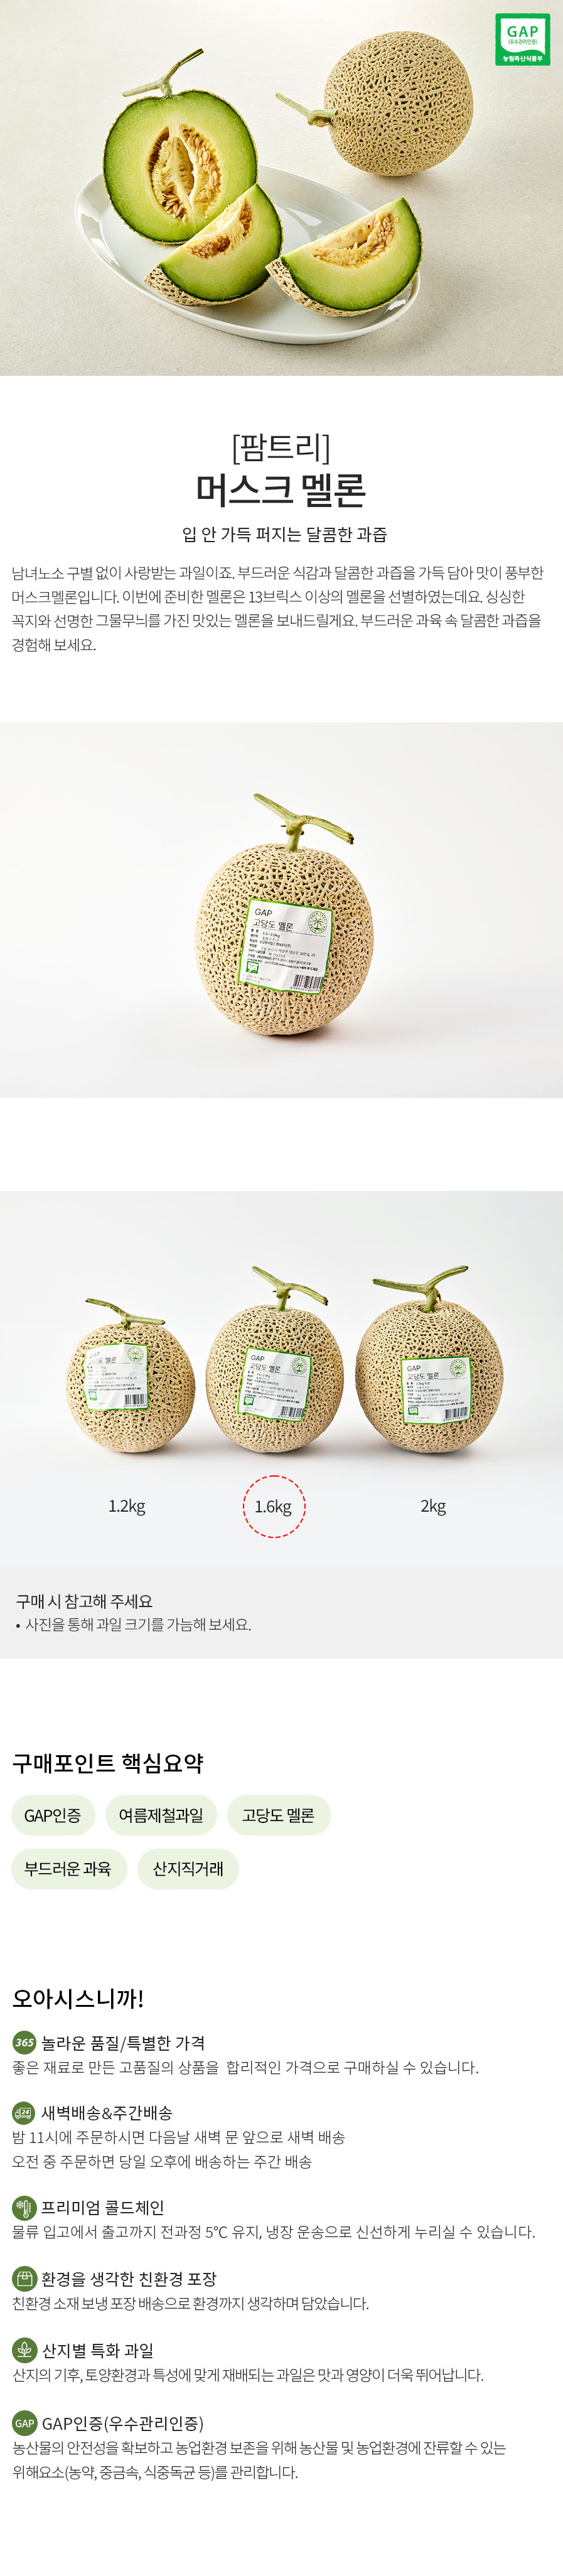 GAP
(우수관리인증)
농림축산식품부
[팜트리]
머스크 멜론
입 안 가득 퍼지는 달콤한 과즙
남녀노소 구별 없이 사랑받는 과일이죠. 부드러운 식감과 달콤한 과즙을 가득 담아 맛이 풍부한
머스크멜론입니다. 이번에 준비한 멜론은 13브릭스 이상의 멜론을 선별하였는데요. 싱싱한
꼭지와 선명한 그물무늬를 가진 맛있는 멜론을 보내드릴게요. 부드러운 과육 속 달콤한 과즙을
경험해 보세요.
GAP
고당도 멜론
GAP
고당도 멜론
GAP
고당도 멜론
GAP
고당도 멜론
1.2kg
1.6kg
2kg
구매 시 참고해 주세요
• 사진을 통해 과일 크기를 가늠해 보세요.
구매포인트 핵심요약
GAP인증 여름제철과일 고당도 멜론
부드러운 과육 산지직거래
오아시스니까!
365 놀라운 품질/특별한 가격
좋은 재료로 만든 고품질의 상품을 합리적인 가격으로 구매하실 수 있습니다.
24 새벽배송&주간배송
밤 11시에 주문하시면 다음날 새벽 문 앞으로 새벽 배송
오전 중 주문하면 당일 오후에 배송하는 주간 배송
프리미엄 콜드체인
물류 입고에서 출고까지 전과정 5℃ 유지, 냉장 운송으로 신선하게 누리실 수 있습니다.
환경을 생각한 친환경 포장
친환경 소재 보냉 포장 배송으로 환경까지 생각하며 담았습니다.
산지별 특화 과일
산지의 기후, 토양환경과 특성에 맞게 재배되는 과일은 맛과 영양이 더욱 뛰어납니다.
GAP GAP인증(우수관리인증)
농산물의 안전성을 확보하고 농업환경 보존을 위해 농산물 및 농업환경에 잔류할 수 있는
위해요소(농약, 중금속, 식중독균 등)를 관리합니다.